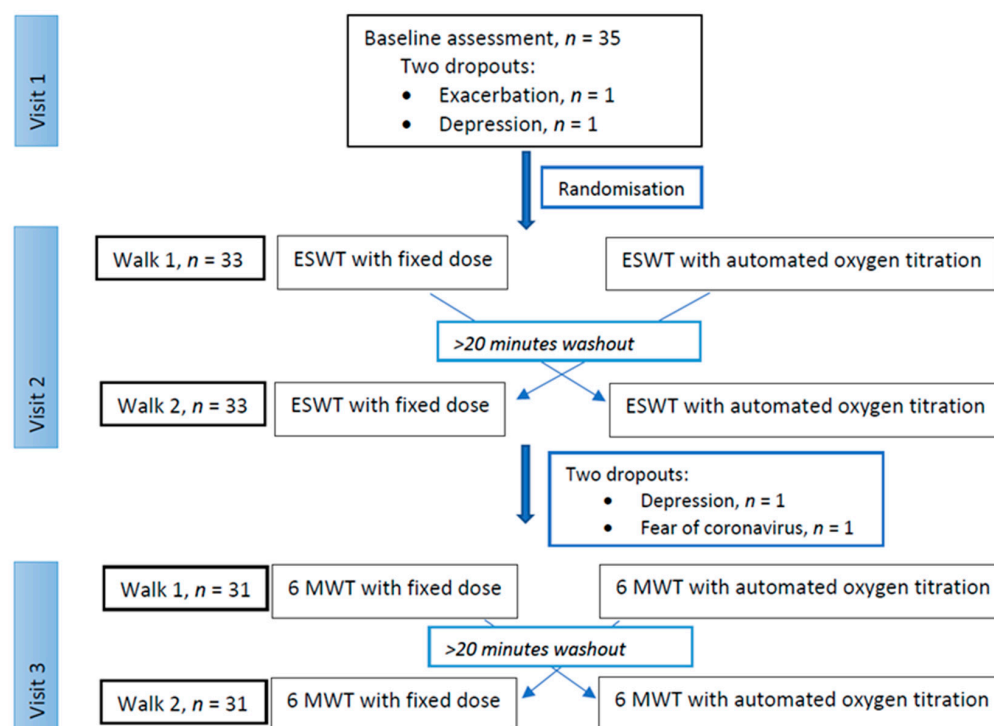 Visit 1
Baseline assessment, n = 35
Two dropouts:
• Exacerbation, n = 1
• Depression, n = 1
Randomisation
Visit 2
Walk 1, n = 33
ESWT with fixed dose
ESWT with automated oxygen titration
>20 minutes washout
Walk 2, n = 33
ESWT with fixed dose
ESWT with automated oxygen titration
Two dropouts:
• Depression, n = 1
• Fear of coronavirus, n = 1
Visit 3
Walk 1, n = 31
6 MWT with fixed dose
6 MWT with automated oxygen titration
>20 minutes washout
Walk 2, n = 31
6 MWT with fixed dose
6 MWT with automated oxygen titration